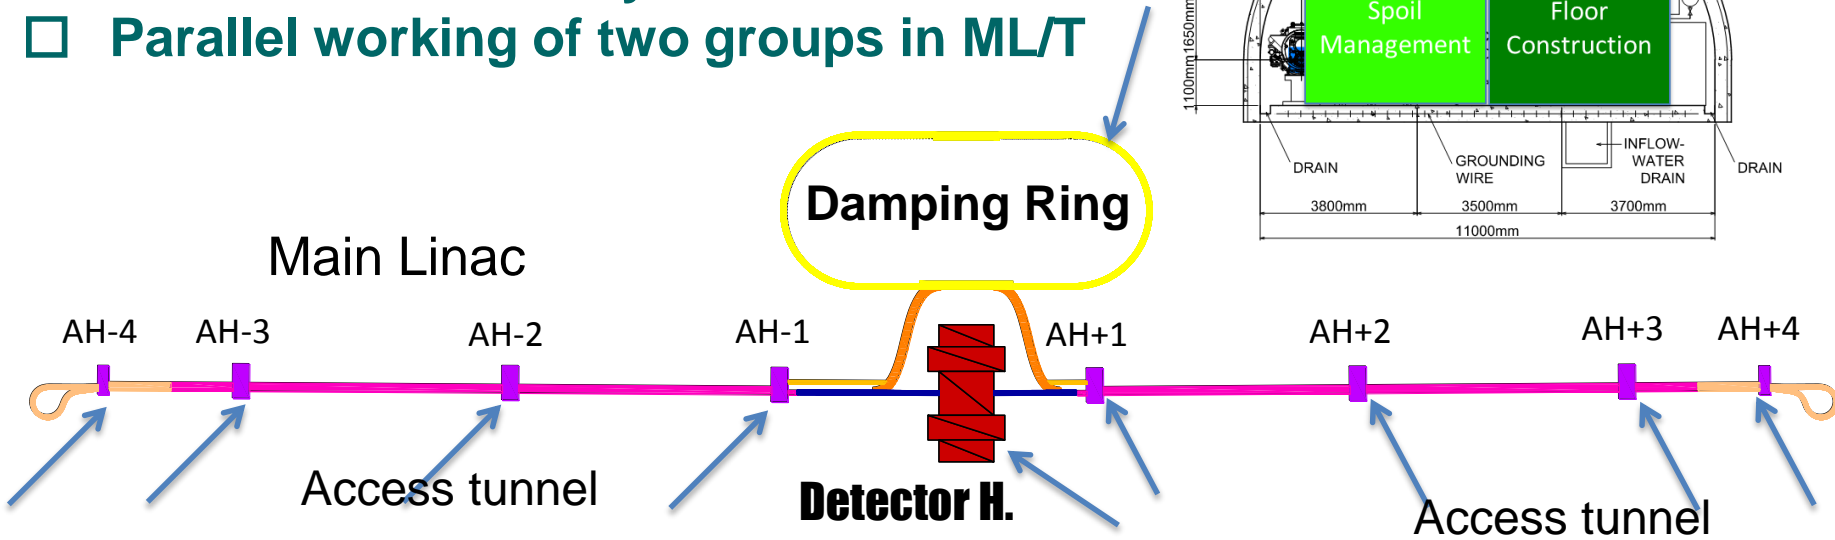 Parallel working of two groups in ML/T
Spoil
Management
Floor
Construction
1650mm
1100mm
DRAIN
GROUNDING
WIRE
INFLOW-
WATER
DRAIN
DRAIN
3800mm
3500mm
3700mm
11000mm
Damping Ring
Main Linac
AH-4
AH-3
AH-2
AH-1
AH+1
AH+2
AH+3
AH+4
Access tunnel
Detector H.
Access tunnel